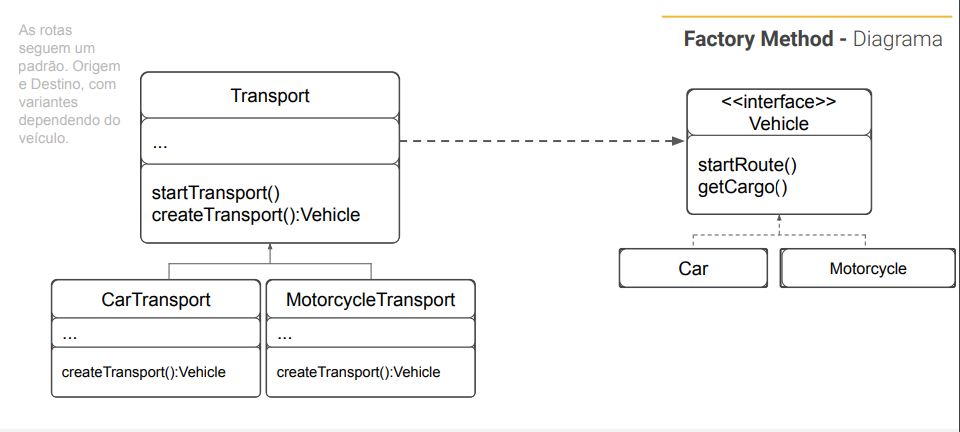 As rotas
seguem um
padrão. Origem
e Destino, com
variantes
dependendo do
veículo.
Factory Method - Diagrama
Transport
...
startTransport()
createTransport():Vehicle
<<interface>>
Vehicle
startRoute()
getCargo()
CarTransport
...
createTransport():Vehicle
MotorcycleTransport
...
createTransport():Vehicle
Car
Motorcycle